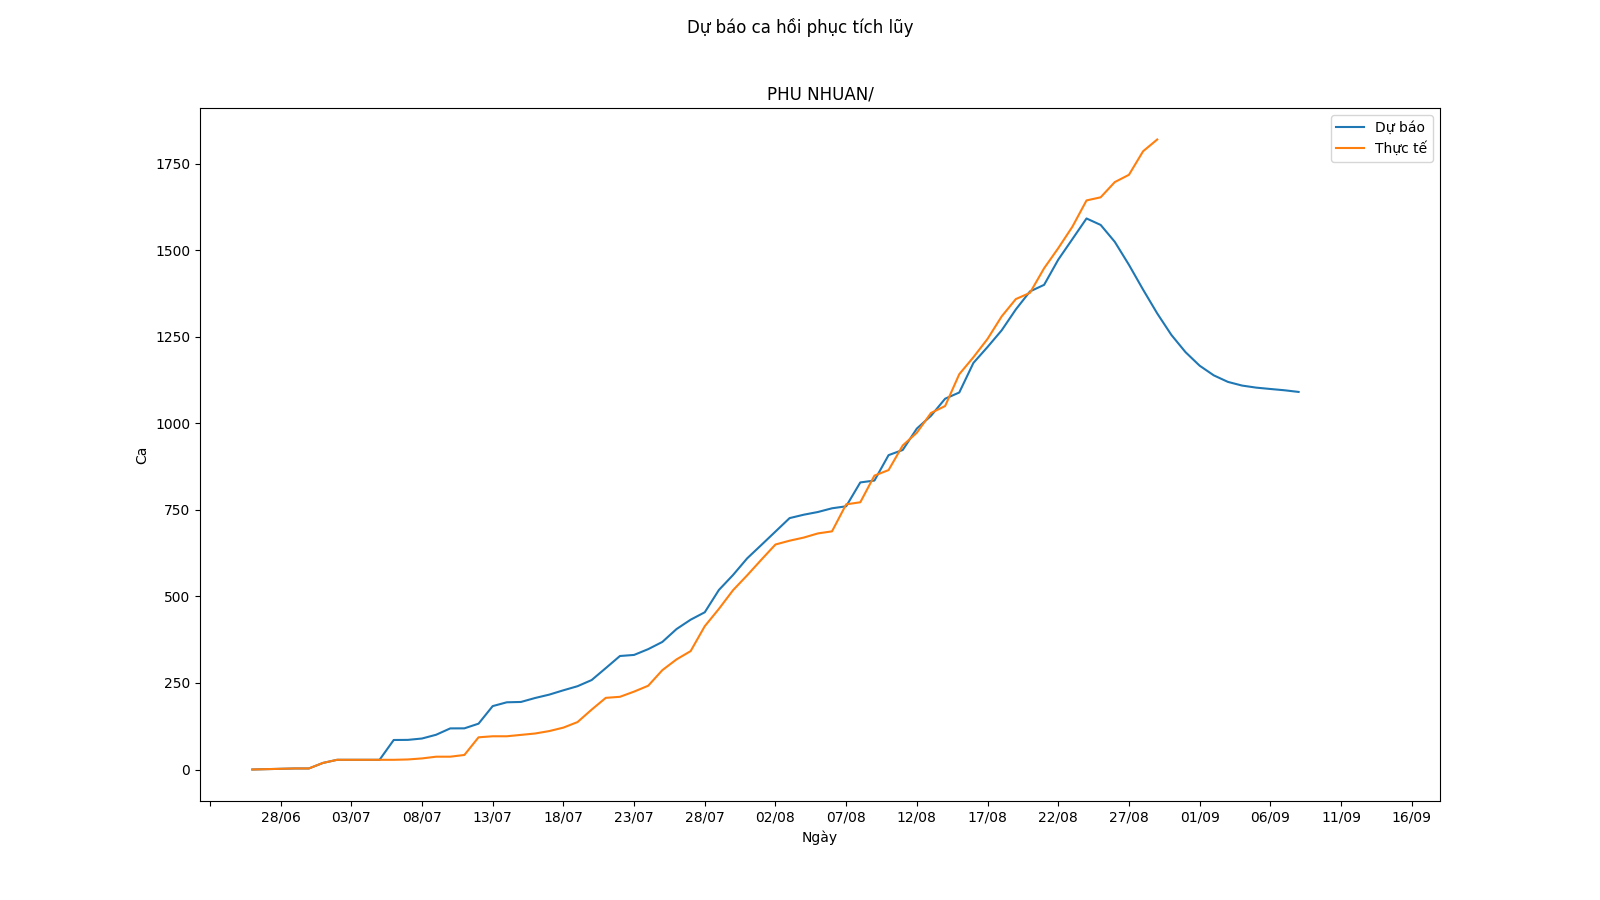 Dự báo ca hồi phục tích lũy
PHU NHUAN/
Dự báo
Thực tế
1750
1500
1250
1000
750
500
250
0
Ca
28/06 03/07 08/07 13/07 18/07 23/07 28/07 02/08 07/08 12/08 17/08 22/08 27/08 01/09 06/09 11/09 16/09
Ngày